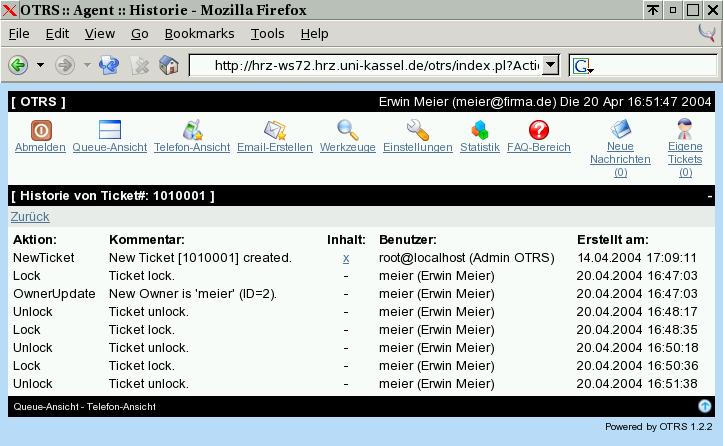 OTRS :: Agent :: Historie - Mozilla Firefox
File Edit View Go Bookmarks Tools Help
http://hrz-ws72.hrz.uni-kassel.de/otrs/index.pl?Acti
[ OTRS ] Erwin Meier (meier@firma.de) Die 20 Apr 16:51:47 2004
Abmelden Queue-Ansicht Telefon-Ansicht Email-Erstellen Werkzeuge Einstellungen Statistik FAQ-Bereich Neue Nachrichten (0) Eigene Tickets (0)
[ Historie von Ticket#: 1010001 ] -
Zurück
Aktion: Kommentar: Inhalt: Benutzer: Erstellt am:
NewTicket New Ticket [1010001] created. x root@localhost (Admin OTRS) 14.04.2004 17:09:11
Lock Ticket lock. - meier (Erwin Meier) 20.04.2004 16:47:03
OwnerUpdate New Owner is 'meier' (ID=2). - meier (Erwin Meier) 20.04.2004 16:47:03
Unlock Ticket unlock. - meier (Erwin Meier) 20.04.2004 16:48:17
Lock Ticket lock. - meier (Erwin Meier) 20.04.2004 16:48:35
Unlock Ticket unlock. - meier (Erwin Meier) 20.04.2004 16:50:18
Lock Ticket lock. - meier (Erwin Meier) 20.04.2004 16:50:36
Unlock Ticket unlock. - meier (Erwin Meier) 20.04.2004 16:51:38
Queue-Ansicht - Telefon-Ansicht
Powered by OTRS 1.2.2